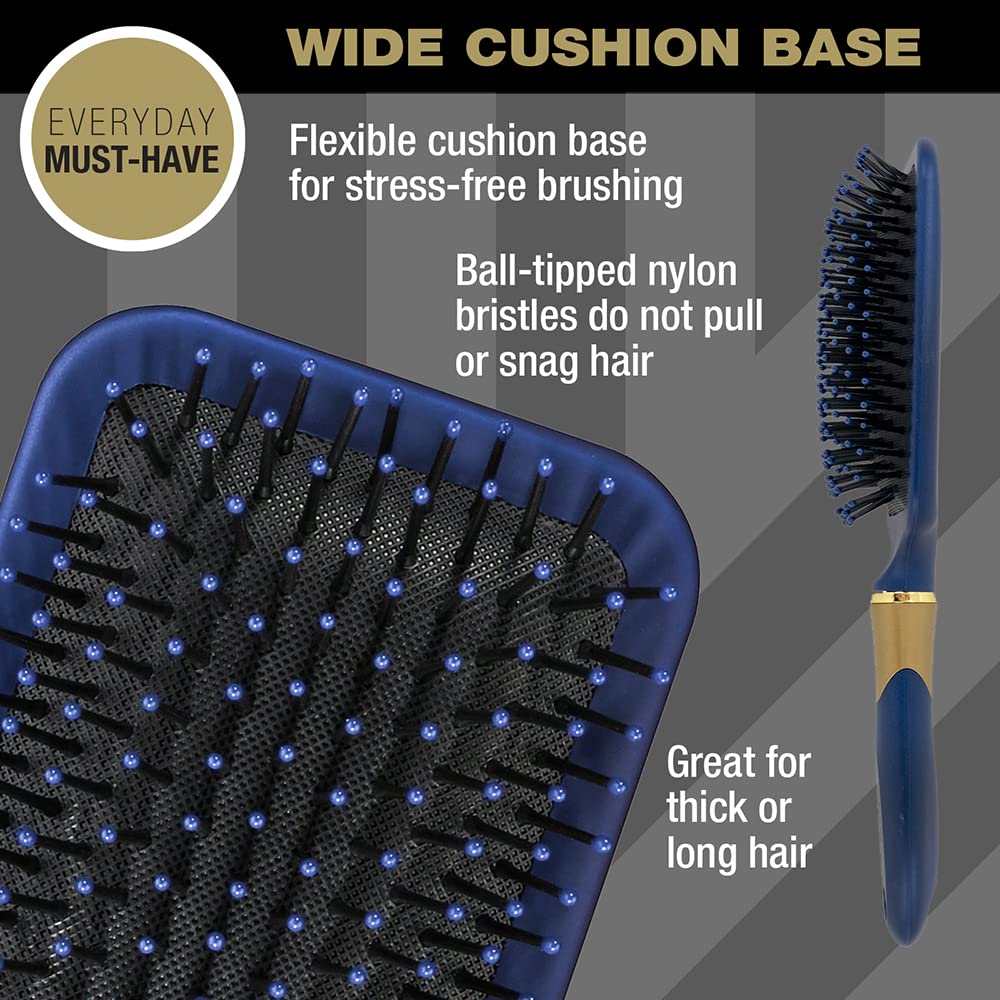 WIDE CUSHION BASE
EVERYDAY
MUST-HAVE
Flexible cushion base
for stress-free brushing
Ball-tipped nylon
bristles do not pull
or snag hair
Great for
thick or
long hair